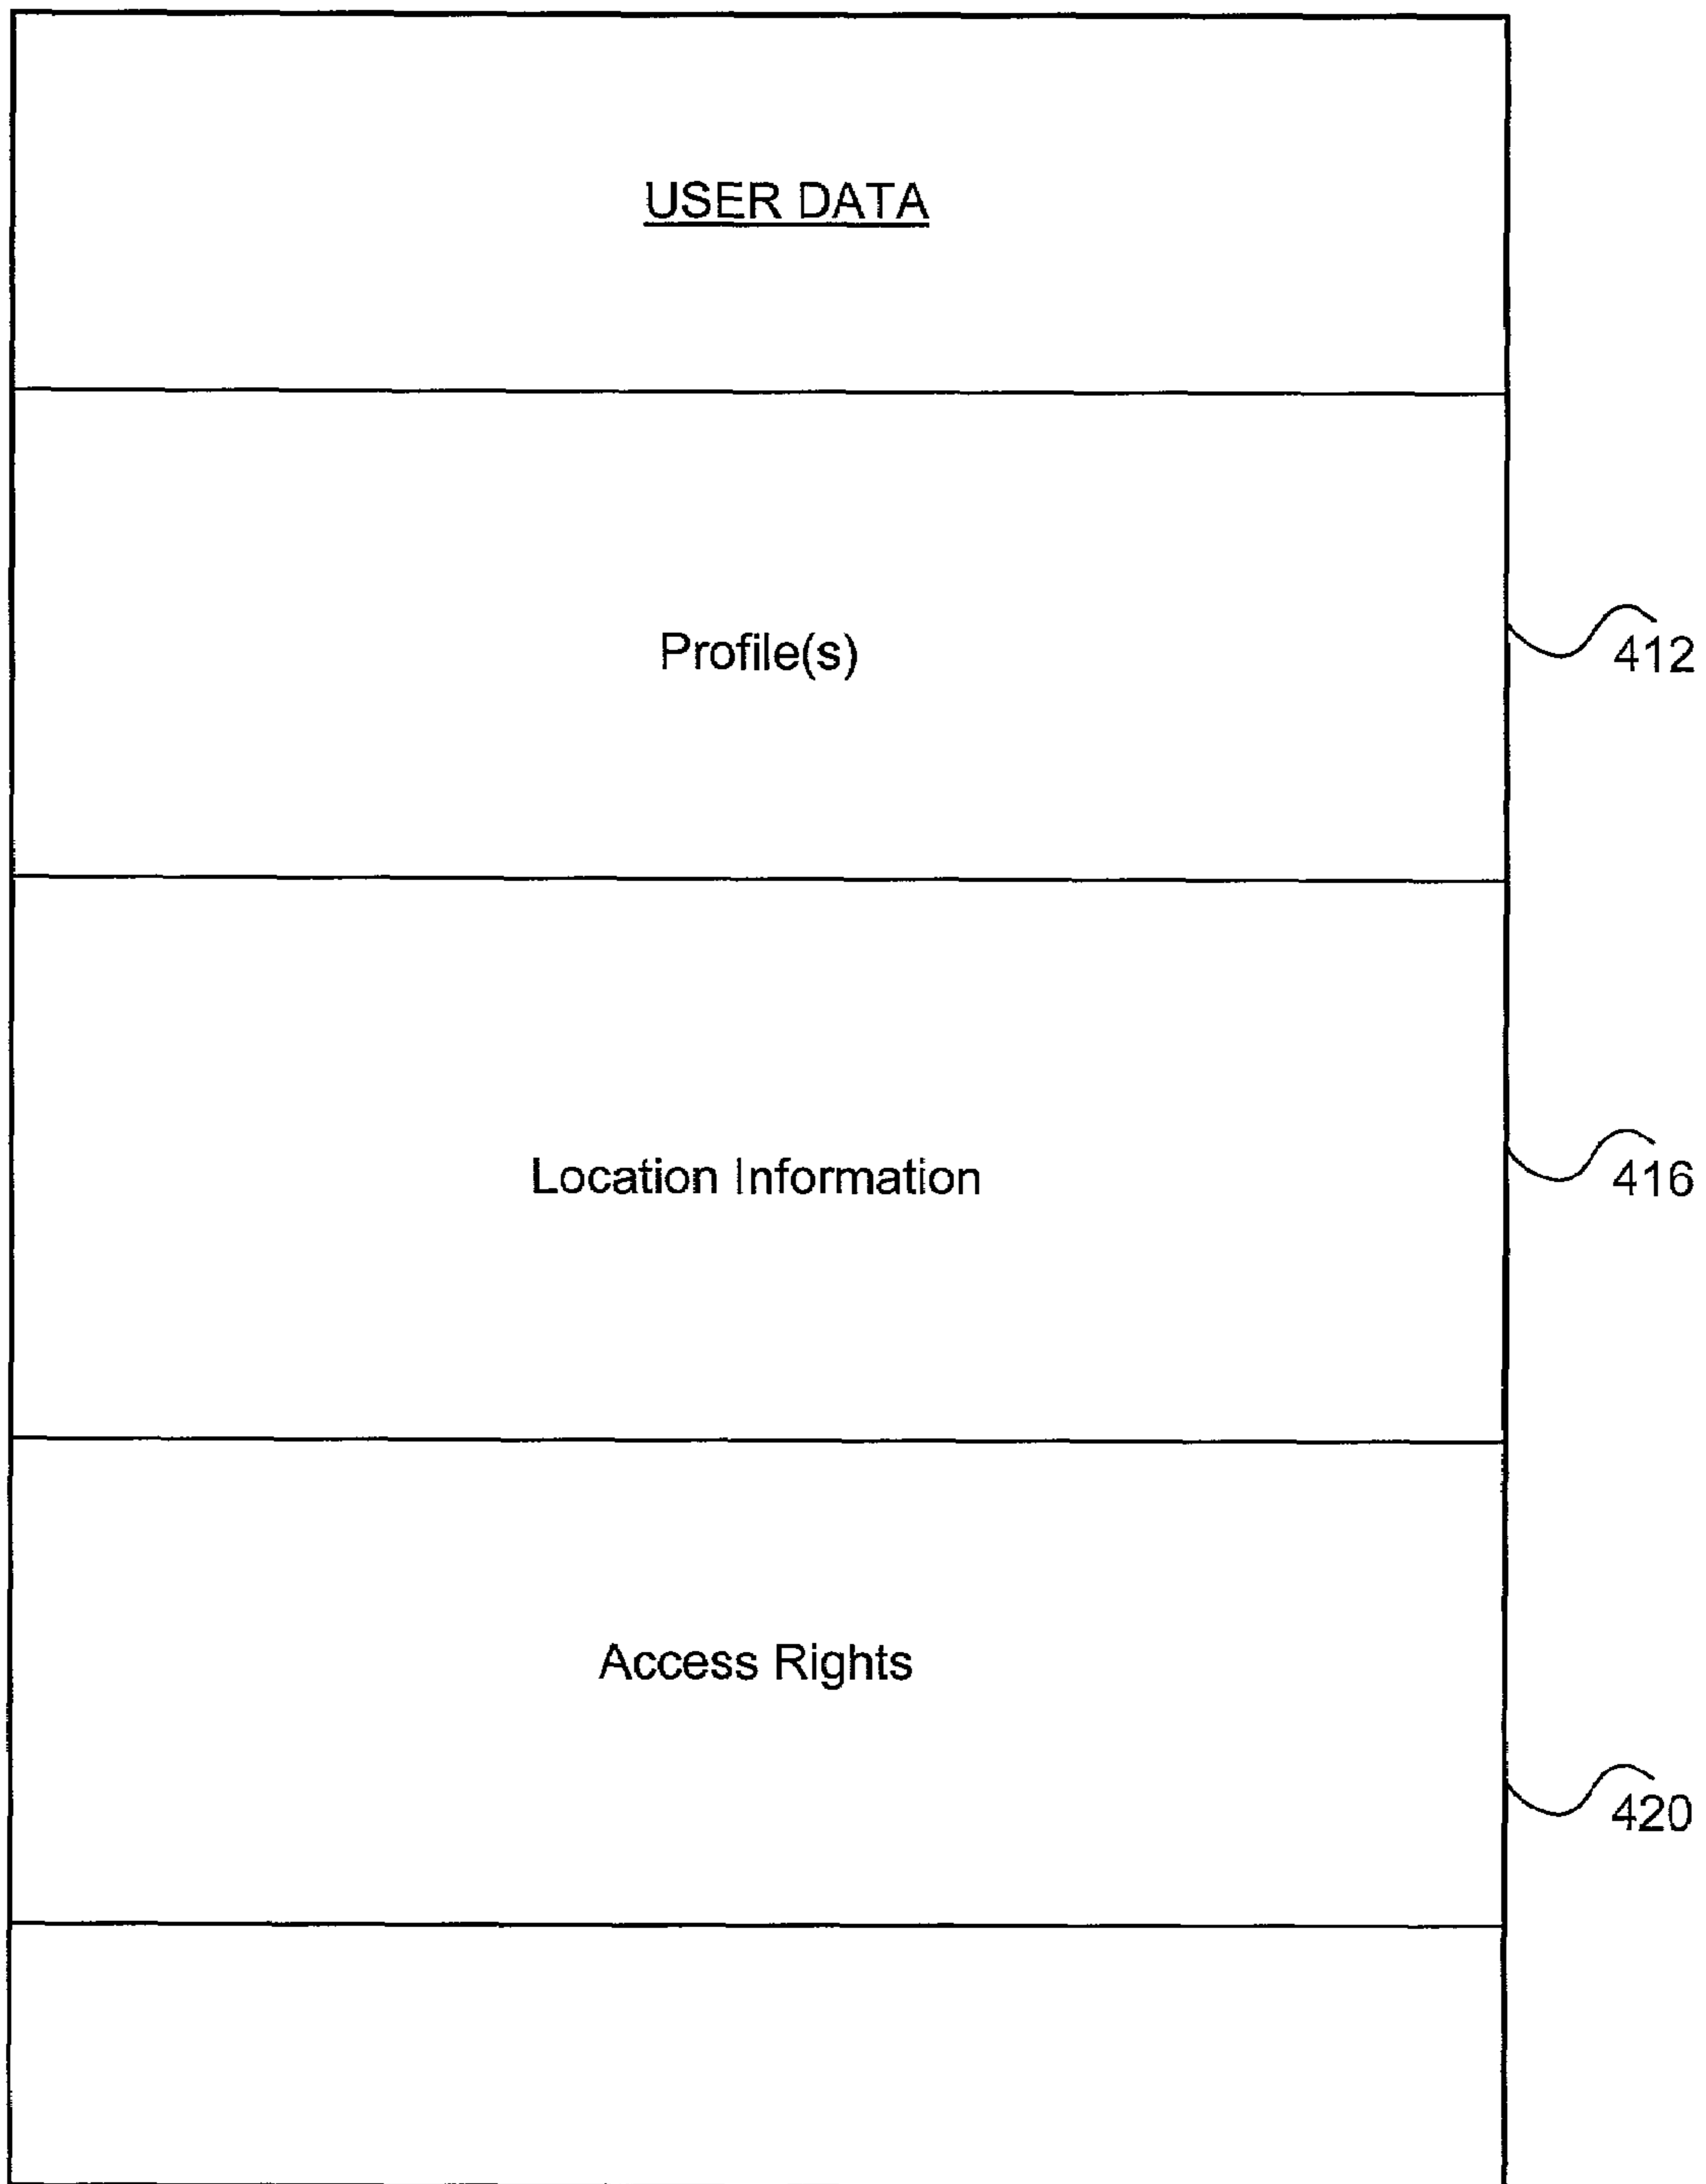 USER DATA
Profile(s)
412
Location Information
416
Access Rights
420